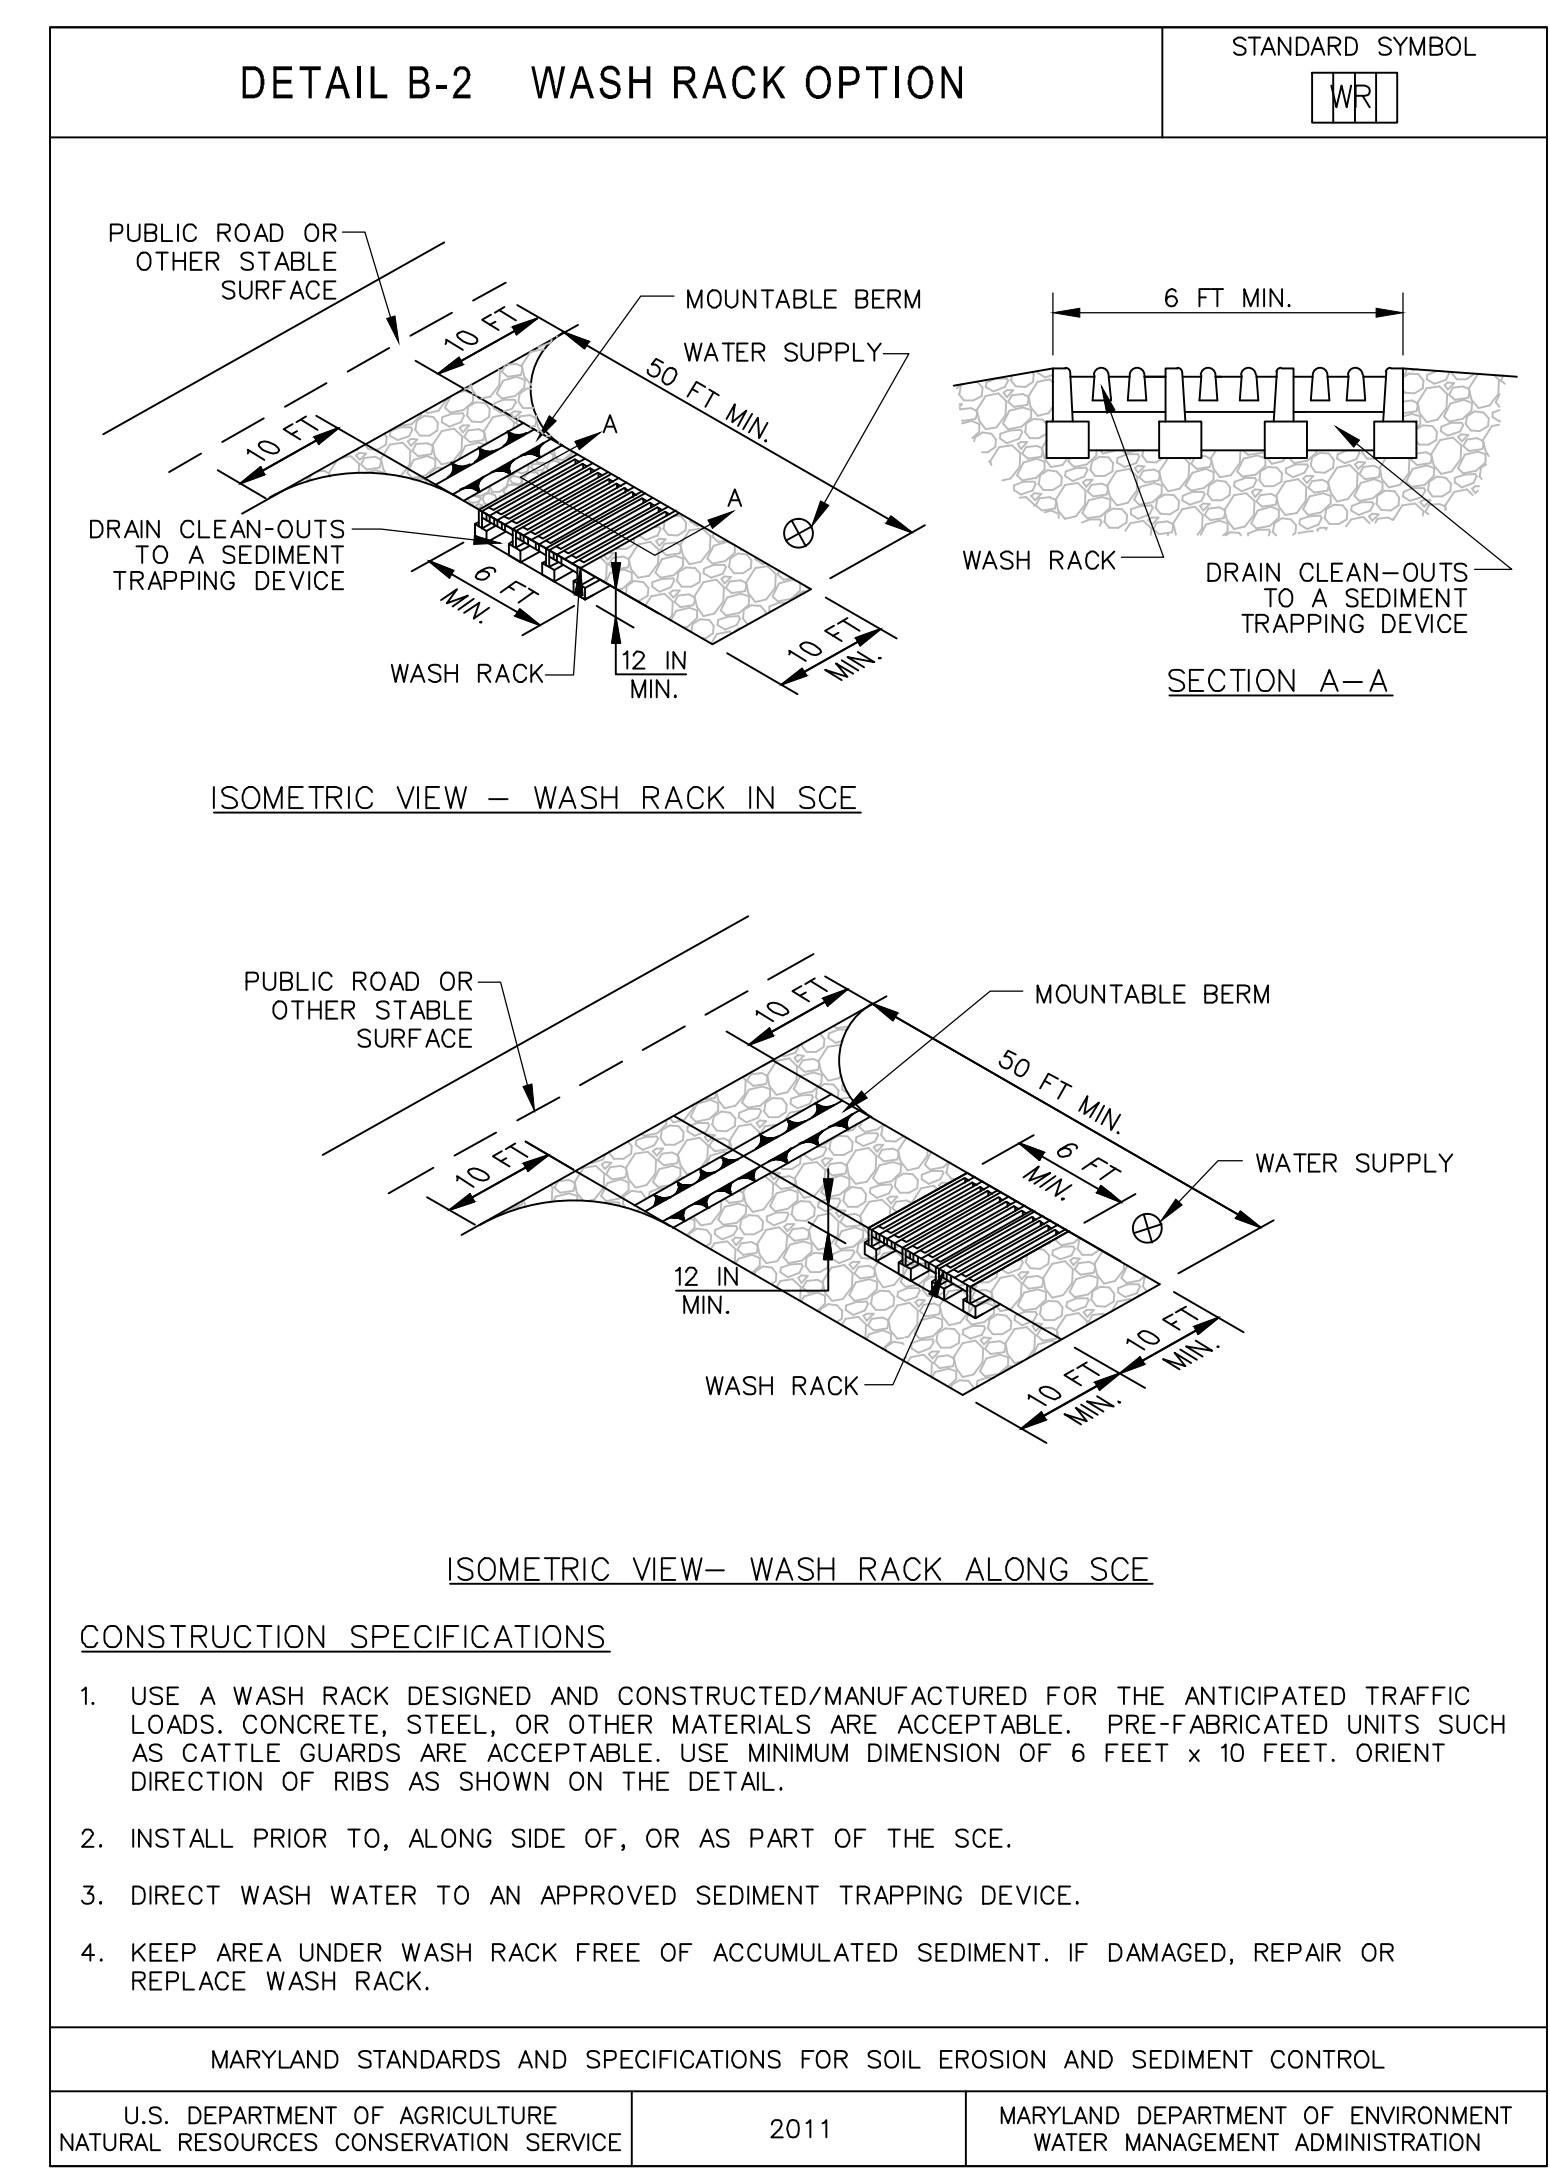 DETAIL B-2 WASH RACK OPTION
STANDARD SYMBOL
WR
PUBLIC ROAD OR
OTHER STABLE
SURFACE
10 FT
MOUNTABLE BERM
WATER SUPPLY
50 FT MIN.
10 FT
A
A
DRAIN CLEAN-OUTS
TO A SEDIMENT
TRAPPING DEVICE
6 FT
MIN.
WASH RACK
12 IN
MIN.
10 FT
MIN.
6 FT MIN.
WASH RACK
DRAIN CLEAN-OUTS
TO A SEDIMENT
TRAPPING DEVICE
SECTION A-A
ISOMETRIC VIEW - WASH RACK IN SCE
PUBLIC ROAD OR
OTHER STABLE
SURFACE
10 FT
MOUNTABLE BERM
50 FT MIN.
10 FT
6 FT
MIN.
WATER SUPPLY
12 IN
MIN.
WASH RACK
10 FT
MIN.
10 FT
MIN.
ISOMETRIC VIEW- WASH RACK ALONG SCE
CONSTRUCTION SPECIFICATIONS
1. USE A WASH RACK DESIGNED AND CONSTRUCTED/MANUFACTURED FOR THE ANTICIPATED TRAFFIC
LOADS. CONCRETE, STEEL, OR OTHER MATERIALS ARE ACCEPTABLE. PRE-FABRICATED UNITS SUCH
AS CATTLE GUARDS ARE ACCEPTABLE. USE MINIMUM DIMENSION OF 6 FEET x 10 FEET. ORIENT
DIRECTION OF RIBS AS SHOWN ON THE DETAIL.
2. INSTALL PRIOR TO, ALONG SIDE OF, OR AS PART OF THE SCE.
3. DIRECT WASH WATER TO AN APPROVED SEDIMENT TRAPPING DEVICE.
4. KEEP AREA UNDER WASH RACK FREE OF ACCUMULATED SEDIMENT. IF DAMAGED, REPAIR OR
REPLACE WASH RACK.
MARYLAND STANDARDS AND SPECIFICATIONS FOR SOIL EROSION AND SEDIMENT CONTROL
U.S. DEPARTMENT OF AGRICULTURE
NATURAL RESOURCES CONSERVATION SERVICE
2011
MARYLAND DEPARTMENT OF ENVIRONMENT
WATER MANAGEMENT ADMINISTRATION